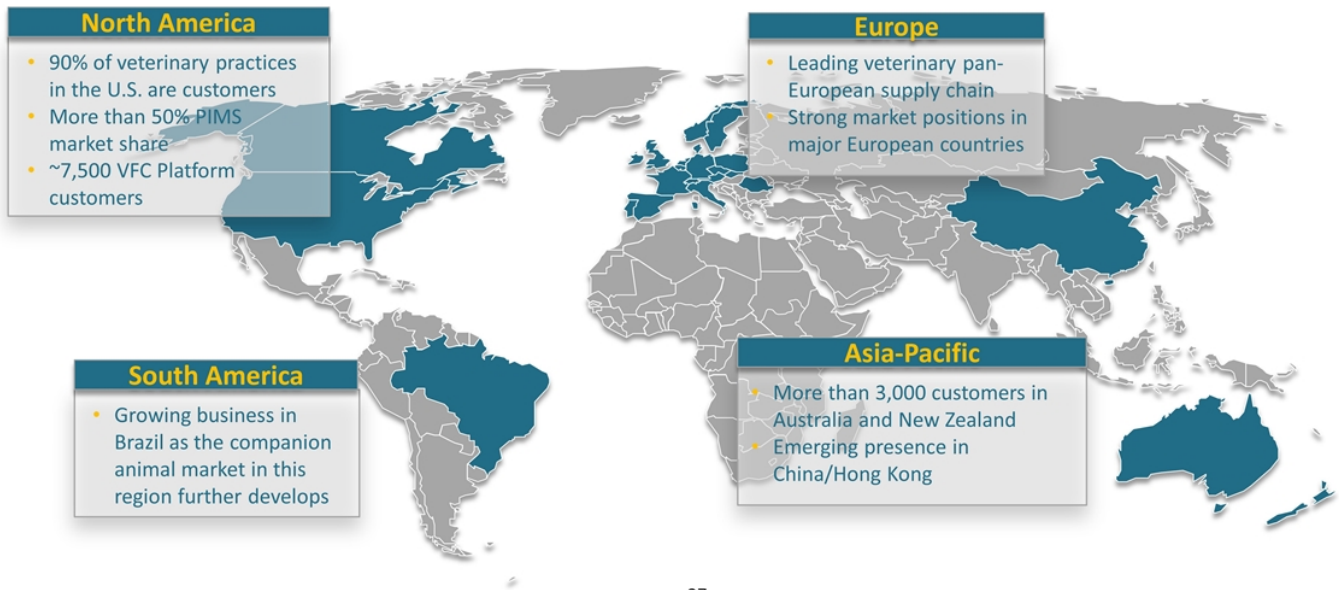 North America
• 90% of veterinary practices
in the U.S. are customers
• More than 50% PIMS
market share
• ~7,500 VFC Platform
customers
Europe
• Leading veterinary pan-
European supply chain
• Strong market positions in
major European countries
South America
• Growing business in
Brazil as the companion
animal market in this
region further develops
Asia-Pacific
• More than 3,000 customers in
Australia and New Zealand
• Emerging presence in
China/Hong Kong